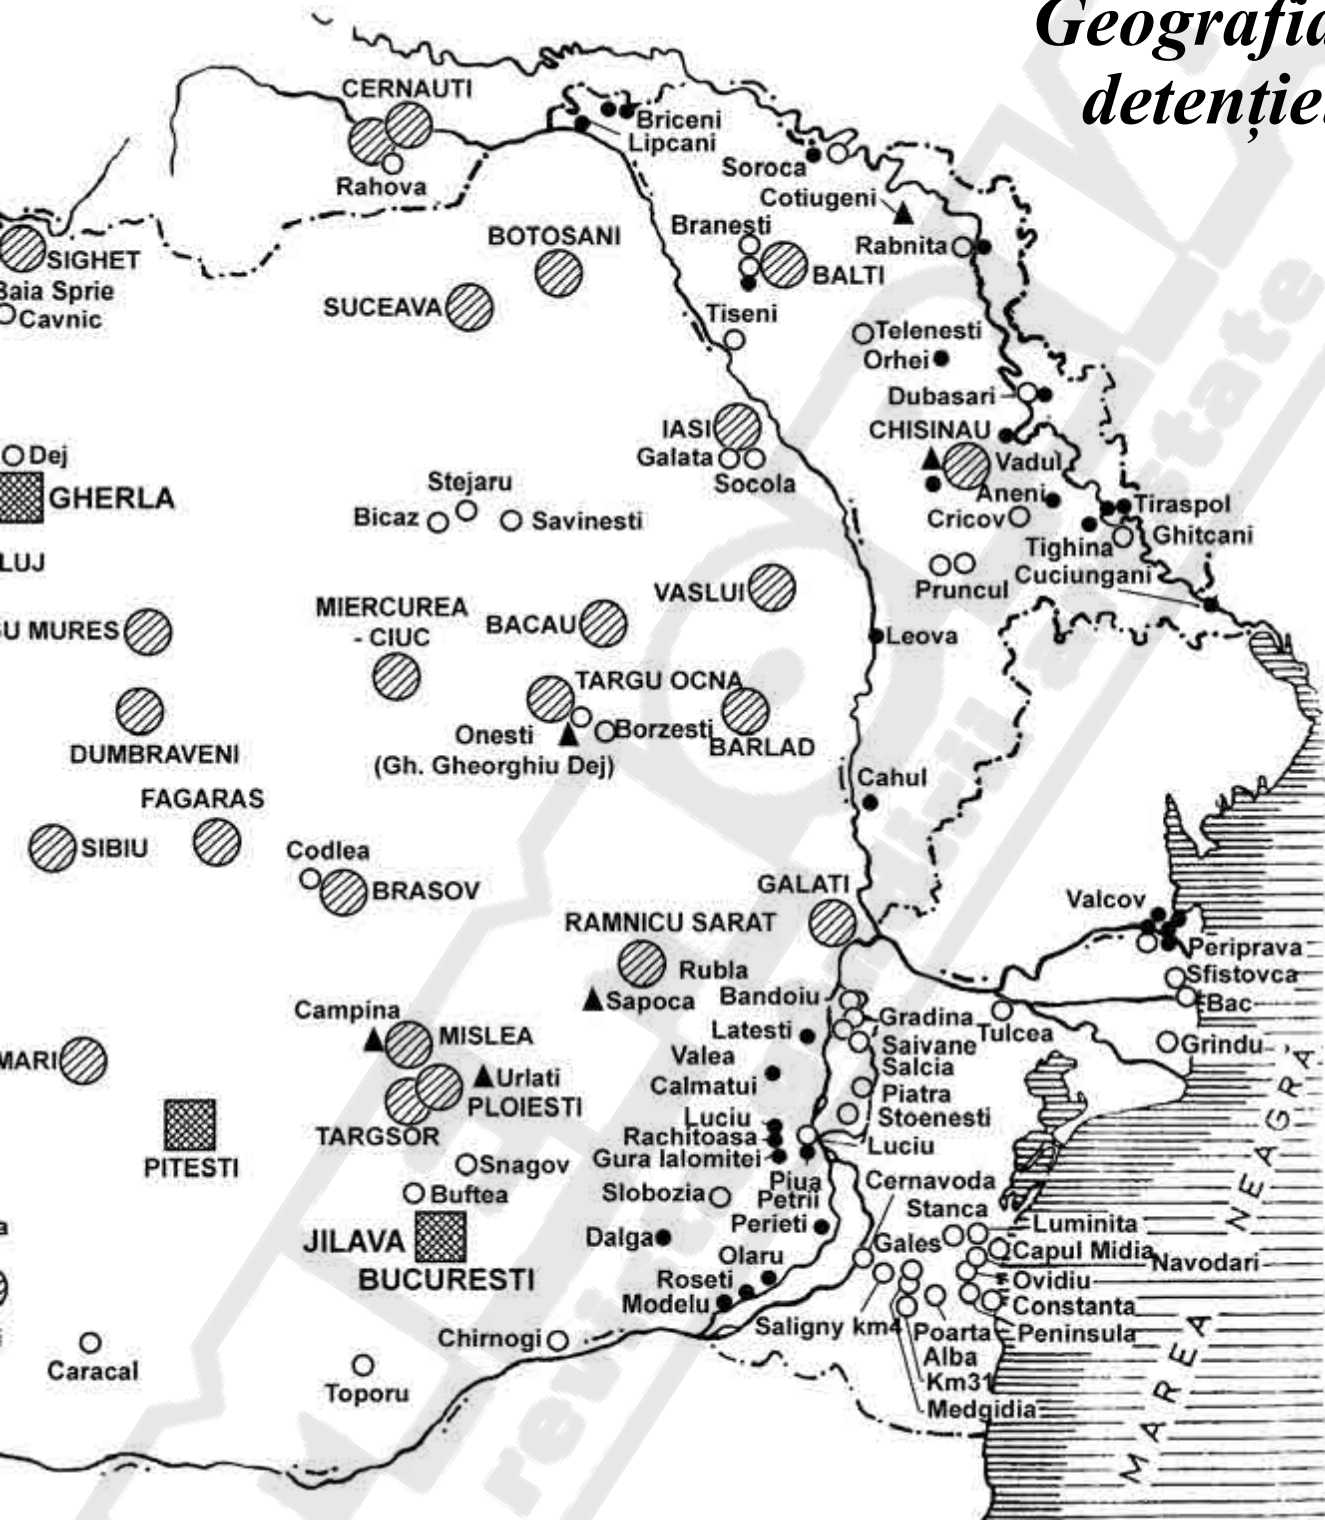 Geografia
detenției
CERNAUTI
Briceni
Lipcani
Rahova
Soroca
Cotiugeni
Branești
Rabnita
BOTOSANI
SIGHET
BALTI
Baia Sprie
Cavnic
SUCEAVA
Tiseni
Telenesti
Orhei
Dubasari
IASI
CHISINAU
Dej
Galata
Vadul
GHERLA
Stejaru
Socola
Aneni
Bicaz
Savinesti
Cricov
Tiraspol
Ghitcani
Tighina
LUJ
Cuciungani
VASLUI
Pruncul
MIERCUREA
- CIUC
GU MURES
BACAU
Leova
TARGU OCNA
DUMBRAVENI
Onesti
Borzesti
BARLAD
(Gh. Gheorghiu Dej)
Cahul
FAGARAS
SIBIU
Codlea
BRASOV
GALATI
Valcov
RAMNICU SARAT
Periprava
Rubla
Sfistovca
Sapoca
Bandoiu
Bac
Campina
Gradina
Tulcea
MISLEA
Latesti
Saivane
Grindu
Valea
Calmatui
Salcia
MARI
Urlati
Piatra
PLOIESTI
Stoenesti
Luciu
TARGSOR
Rachitoasa
Luciu
PITESTI
Snagov
Gura Ialomitei
Buftea
Slobozia
Piua
Petrii
Cernavoda
Stanca
Perieti
Luminita
JILAVA
Dalga
Gales
Capul Midia
Navodari
BUCURESTI
Olaru
Roseti
Ovidiu
Modelu
Constanta
Chirnogi
Saligny km4
Poarta
Alba
Peninsula
Caracal
Km31
Toporu
Medgidia
MAREA NEAGRA